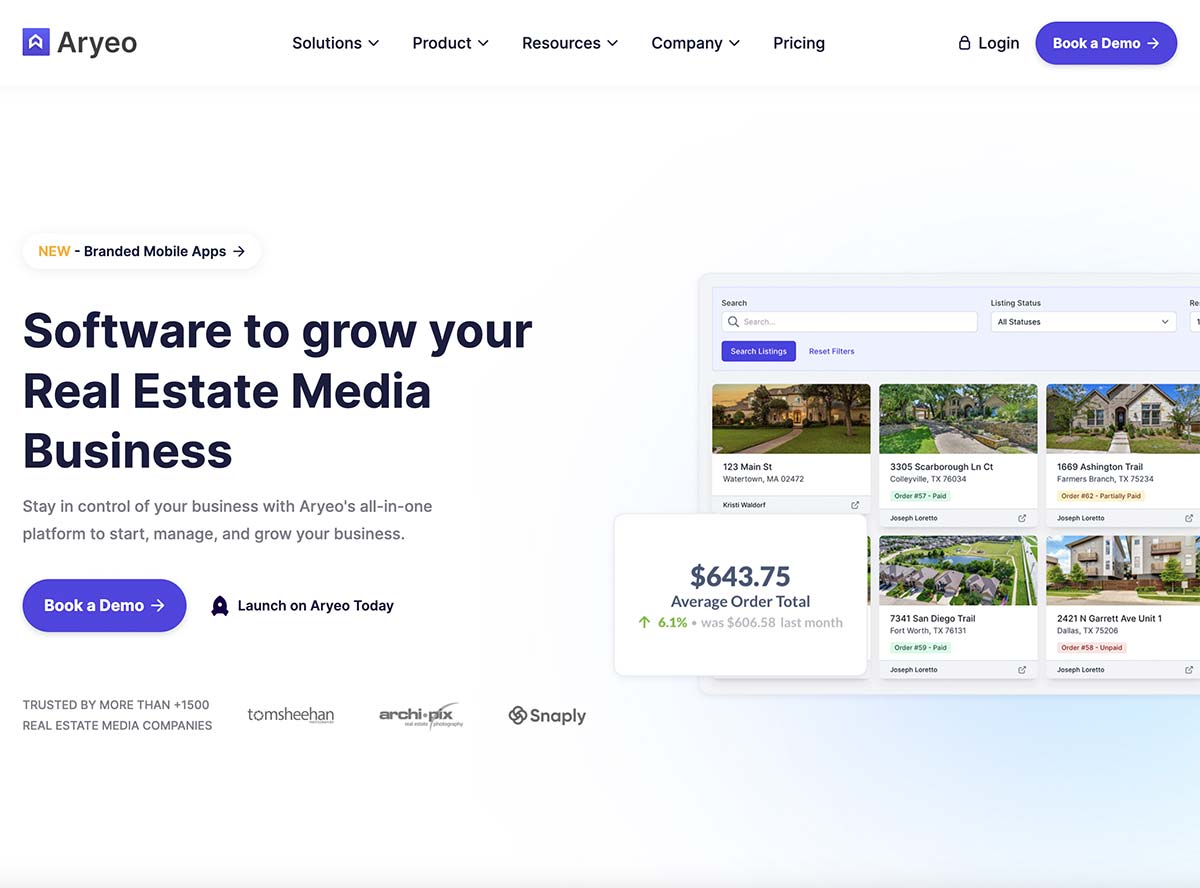 Aryeo
Solutions
Product
Resources
Company
Pricing
Login
Book a Demo →
NEW - Branded Mobile Apps →
Software to grow your
Real Estate Media
Business
Stay in control of your business with Aryeo's all-in-one
platform to start, manage, and grow your business.
Book a Demo →
Launch on Aryeo Today
TRUSTED BY MORE THAN +1500
REAL ESTATE MEDIA COMPANIES
tomsheehan
archi·pix
real estate photography
Snaply
Search
Listing Status
Re
Search...
All Statuses
1
Search Listings
Reset Filters
123 Main St
Watertown, MA 02472
Kristi Waldorf
3305 Scarborough Ln Ct
Colleyville, TX 76034
Order #57 - Paid
Joseph Loretto
1669 Ashington Trail
Farmers Branch, TX 75234
Order #62 - Partially Paid
Joseph Loretto
$643.75
Average Order Total
↑ 6.1% • was $606.58 last month
7341 San Diego Trail
Fort Worth, TX 76131
Order #59 - Paid
Joseph Loretto
2421 N Garrett Ave Unit 1
Dallas, TX 75206
Order #58 - Unpaid
Joseph Loretto